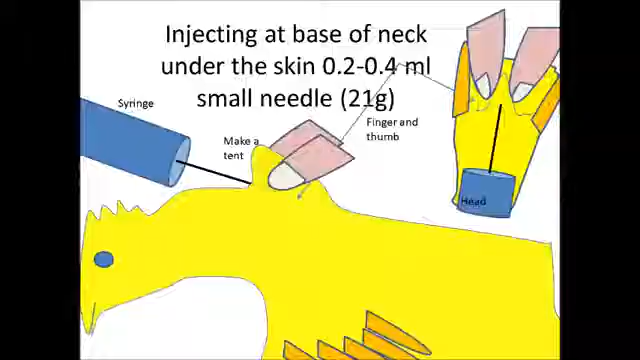 Injecting at base of neck
under the skin 0.2-0.4 ml
small needle (21g)
Syringe
Make a
tent
Finger and
thumb
Head